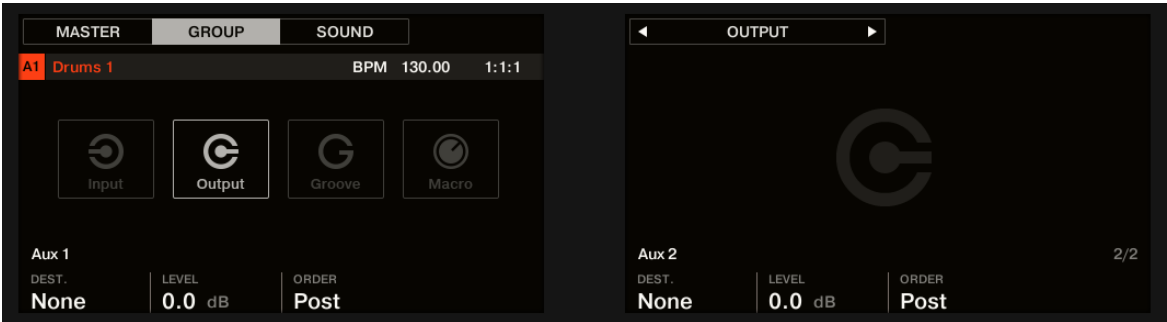 MASTER GROUP SOUND
A1 Drums 1 BPM 130.00 1:1:1
Input Output Groove Macro
Aux 1
DEST. LEVEL ORDER
None 0.0 dB Post
OUTPUT
Aux 2 2/2
DEST. LEVEL ORDER
None 0.0 dB Post